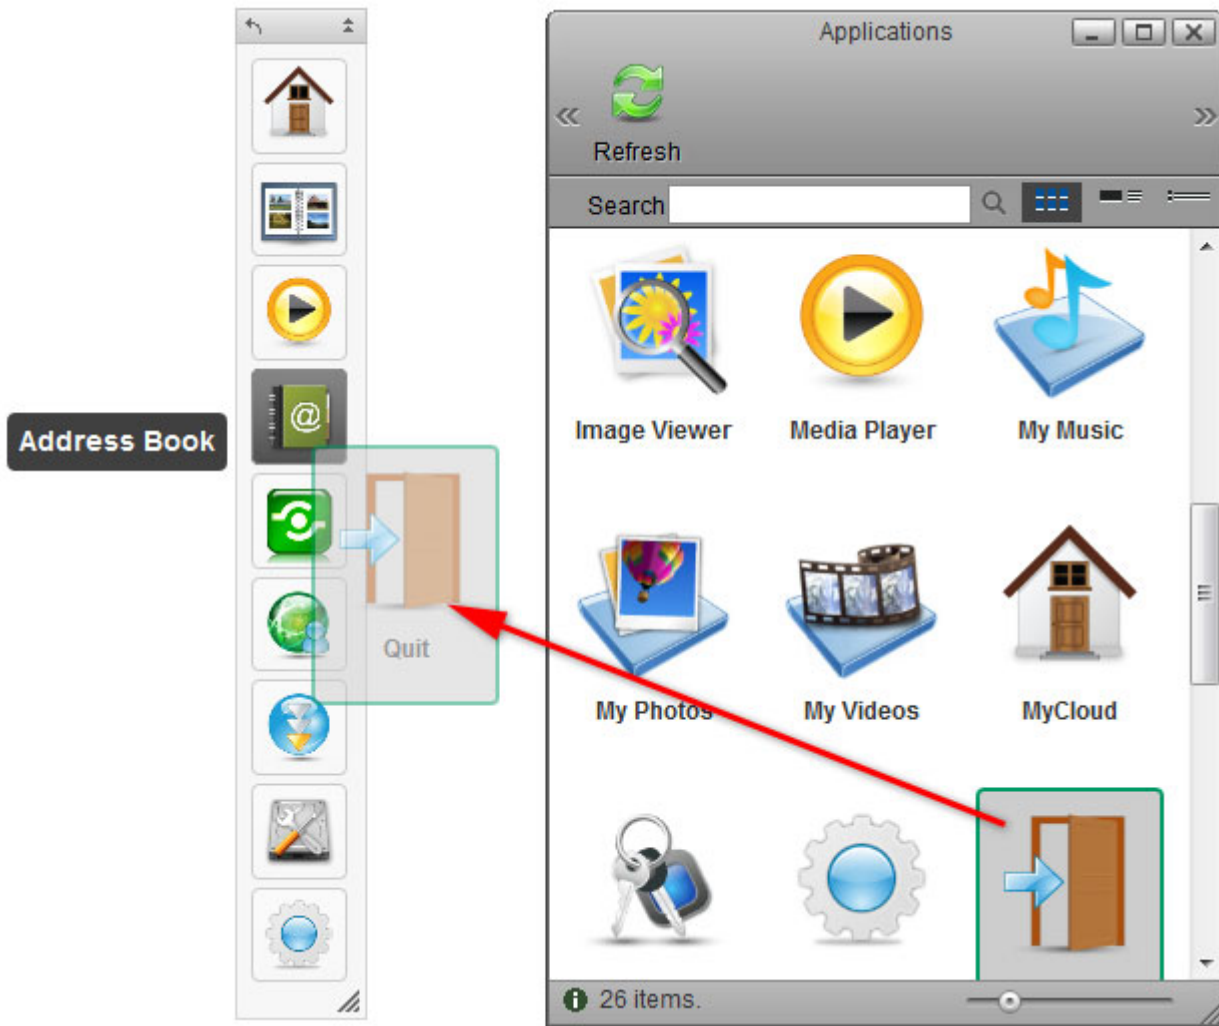 Applications
Refresh
Search
Image Viewer
Media Player
My Music
Address Book
@
Quit
My Photos
My Videos
MyCloud
26 items.